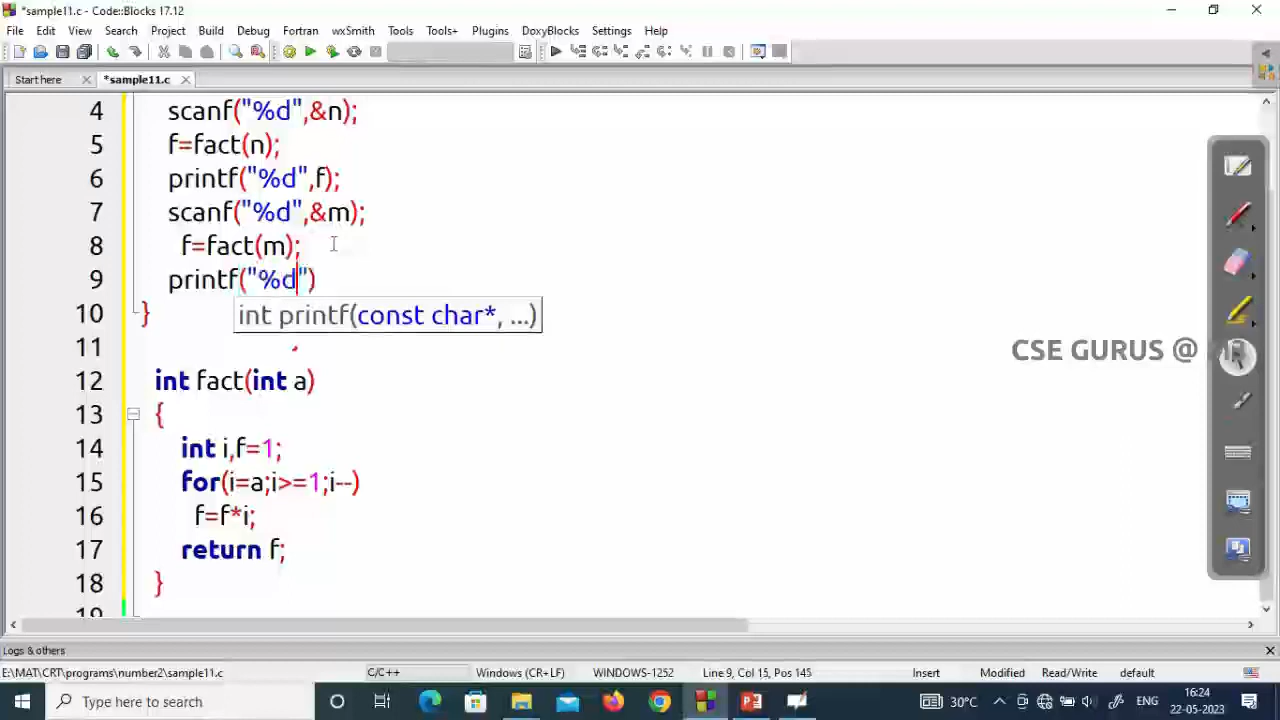 *sample11.c - Code::Blocks 17.12
File Edit View Search Project Build Debug Fortran wxSmith Tools Tools+ Plugins DoxyBlocks Settings Help
Start here *sample11.c
4 scanf("%d",&n);
5 f=fact(n);
6 printf("%d",f);
7 scanf("%d",&m);
8 f=fact(m);
9 printf("%d")
int printf(const char*, ...)
10 }
11
CSE GURUS @
12 int fact(int a)
13 {
14 int i,f=1;
15 for(i=a;i>=1;i--)
16 f=f*i;
17 return f;
18 }
19
Logs & others
E:\MAT\CRT\programs\number2\sample11.c C/C++ Windows (CR+LF) WINDOWS-1252 Line 9, Col 15, Pos 145 Insert Modified Read/Write default
Type here to search 30°C ENG 16:24
22-05-2023